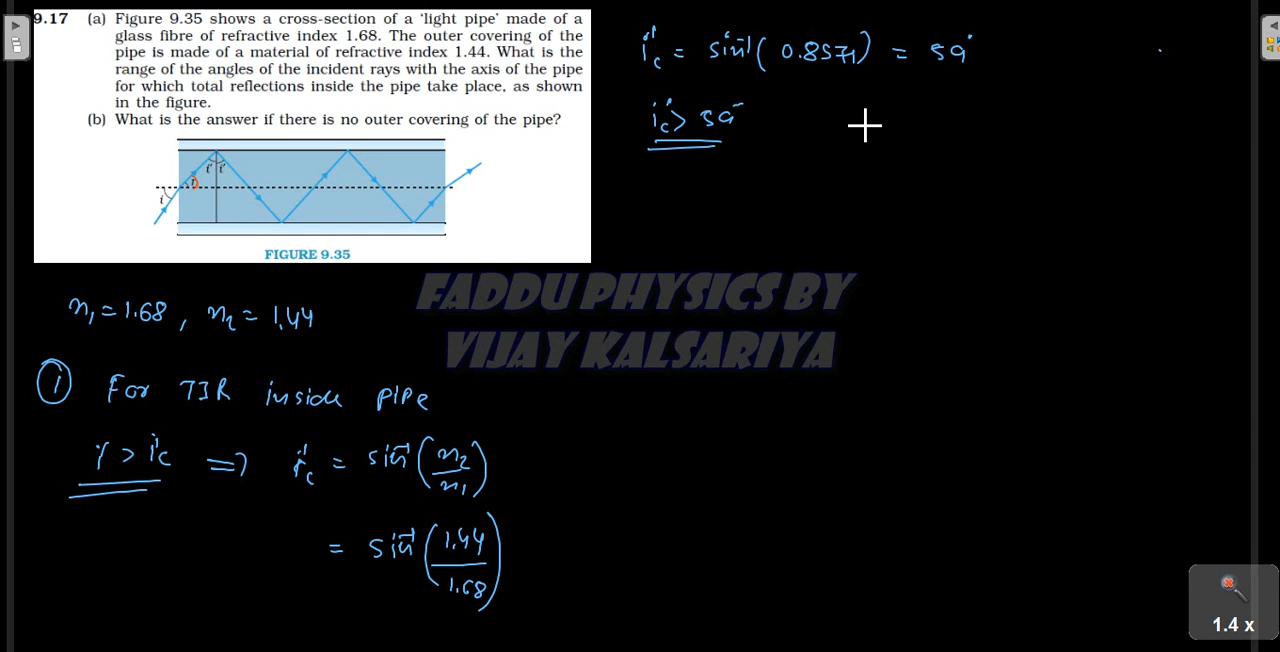 9.17 (a) Figure 9.35 shows a cross-section of a ‘light pipe’ made of a
glass fibre of refractive index 1.68. The outer covering of the
pipe is made of a material of refractive index 1.44. What is the
range of the angles of the incident rays with the axis of the pipe
for which total reflections inside the pipe take place, as shown
in the figure.
(b) What is the answer if there is no outer covering of the pipe?
i' i'
r
i
FIGURE 9.35
i'c = sin⁻¹( 0.8571) = 59°
i'c > 59°
FADDU PHYSICS BY
VIJAY KALSARIYA
n₁ = 1.68 , n₂ = 1.44
① For TIR inside pipe
i' > i'c ⟹ i'c = sin⁻¹(n₂/n₁)
= sin⁻¹(1.44/1.68)
1.4 x